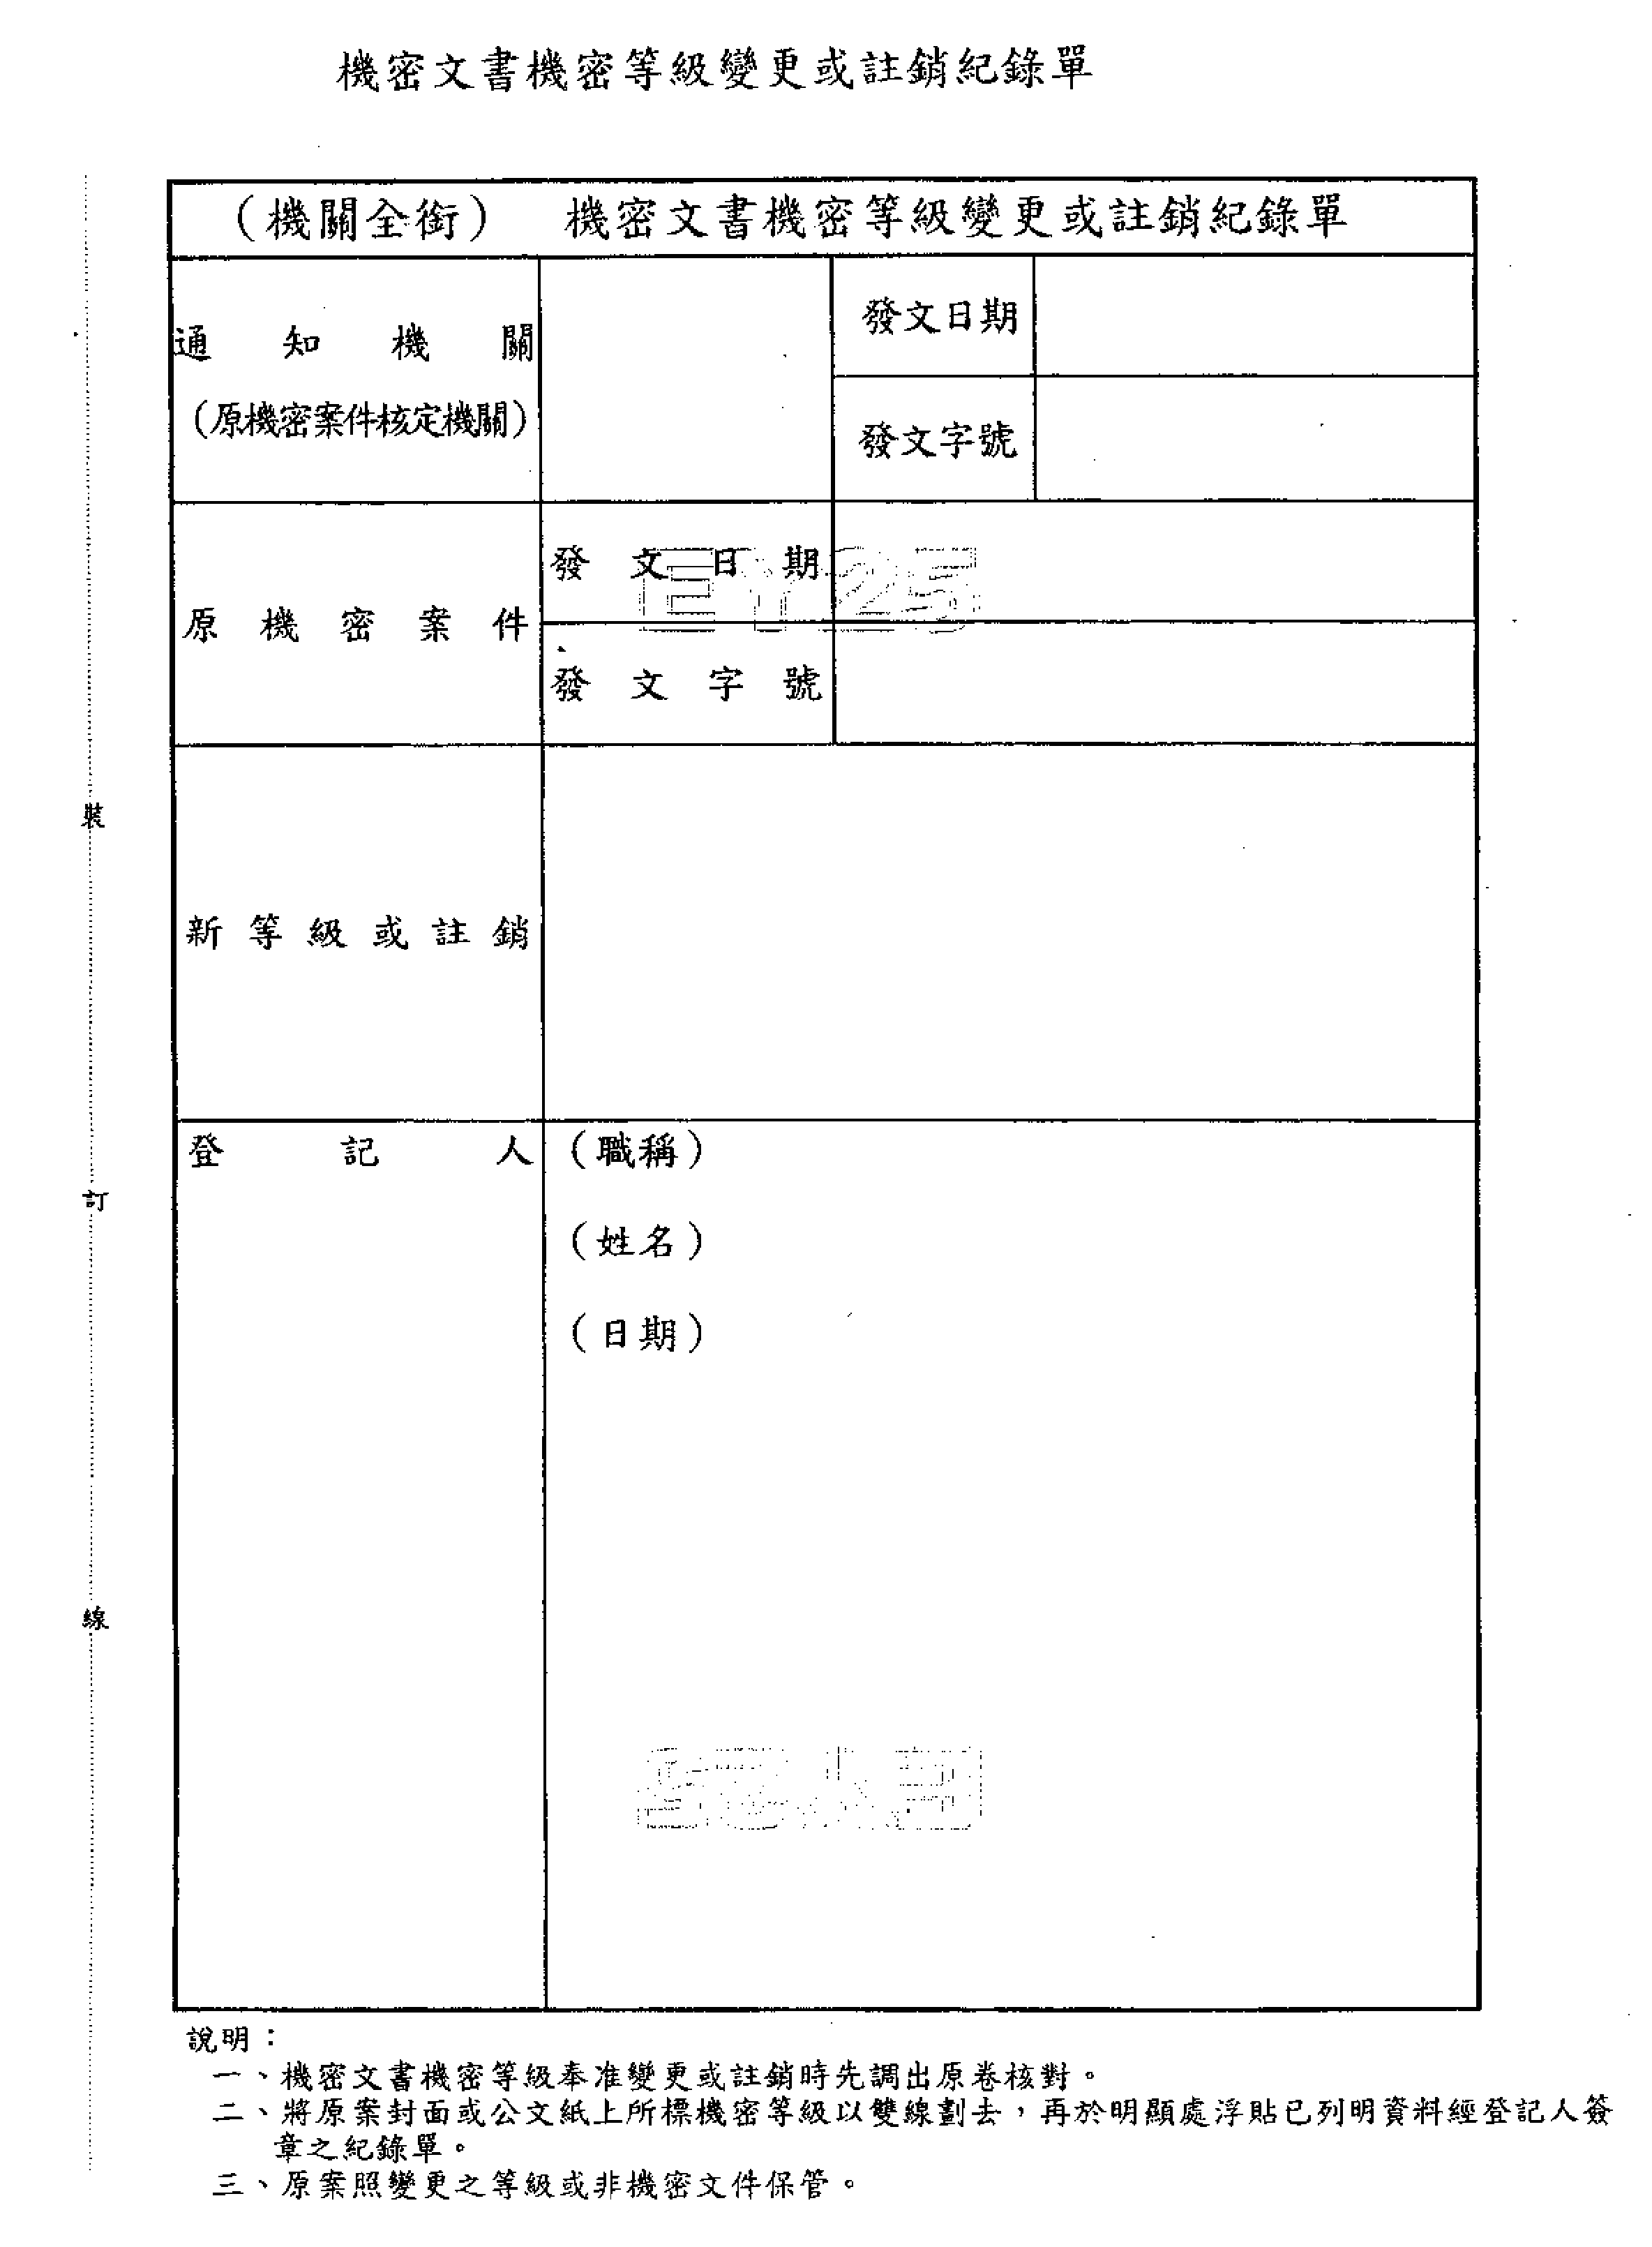 機密文書機密等級變更或註銷紀錄單
(機關全銜) 機密文書機密等級變更或註銷紀錄單
通知機關
(原機密案件核定機關)
發文日期
發文字號
原機密案件
發文日期
EY 25
發文字號
裝
新等級或註銷
登記人
(職稱)
訂
(姓名)
(日期)
線
說明：
一、機密文書機密等級奉准變更或註銷時先調出原卷核對。
二、將原案封面或公文紙上所標機密等級以雙線劃去，再於明顯處浮貼已列明資料經登記人簽
章之紀錄單。
三、原案照變更之等級或非機密文件保管。